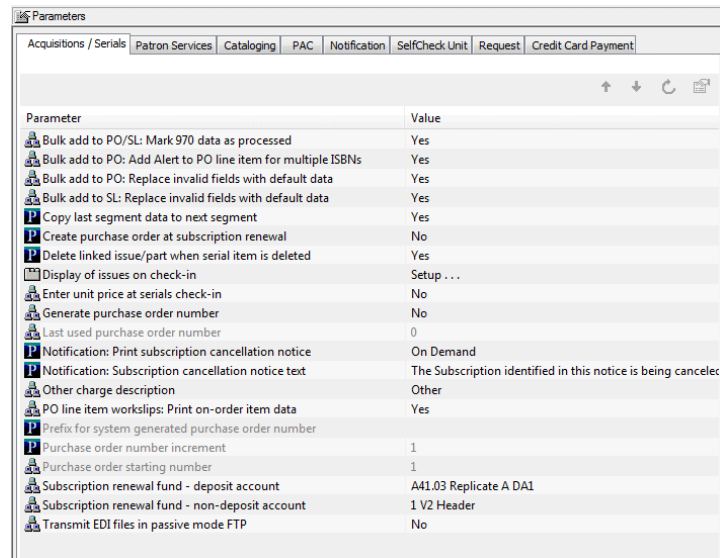 Parameters
Acquisitions / Serials Patron Services Cataloging PAC Notification SelfCheck Unit Request Credit Card Payment
Parameter Value
Bulk add to PO/SL: Mark 970 data as processed Yes
Bulk add to PO: Add Alert to PO line item for multiple ISBNs Yes
Bulk add to PO: Replace invalid fields with default data Yes
Bulk add to SL: Replace invalid fields with default data Yes
Copy last segment data to next segment Yes
Create purchase order at subscription renewal No
Delete linked issue/part when serial item is deleted Yes
Display of issues on check-in Setup . . .
Enter unit price at serials check-in No
Generate purchase order number No
Last used purchase order number 0
Notification: Print subscription cancellation notice On Demand
Notification: Subscription cancellation notice text The Subscription identified in this notice is being canceled
Other charge description Other
PO line item workslips: Print on-order item data Yes
Prefix for system generated purchase order number
Purchase order number increment 1
Purchase order starting number 1
Subscription renewal fund - deposit account A41.03 Replicate A DA1
Subscription renewal fund - non-deposit account 1 V2 Header
Transmit EDI files in passive mode FTP No